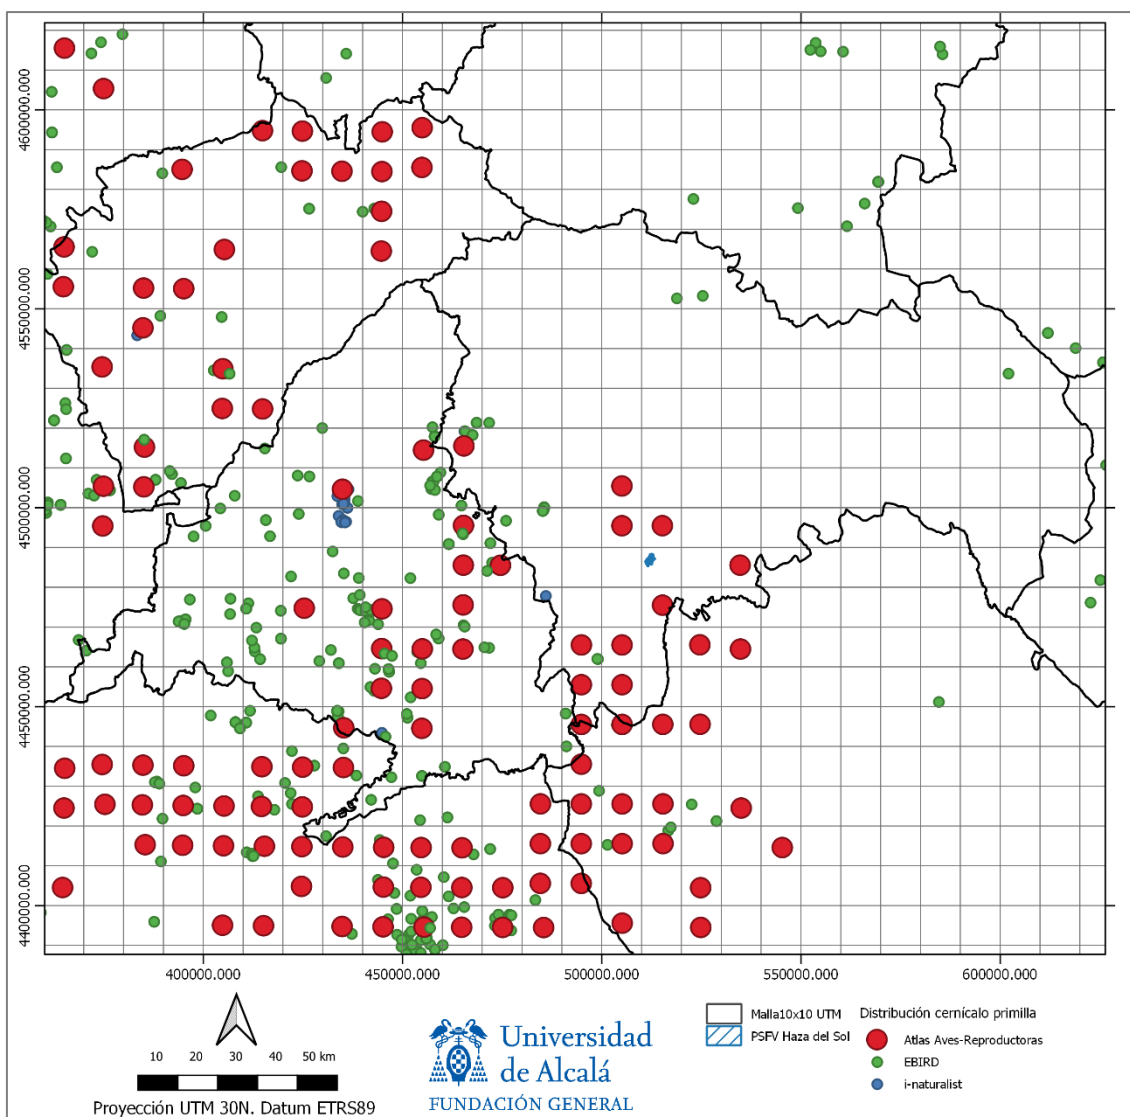 4600000.000
4550000.000
4500000.000
4450000.000
4400000.000
400000.000
450000.000
500000.000
550000.000
600000.000
10 20 30 40 50 km
Proyección UTM 30N. Datum ETRS89
Universidad
de Alcalá
FUNDACIÓN GENERAL
Malla10x10 UTM
PSFV Haza del Sol
Distribución cernícalo primilla
Atlas Aves-Reproductoras
EBIRD
i-naturalist